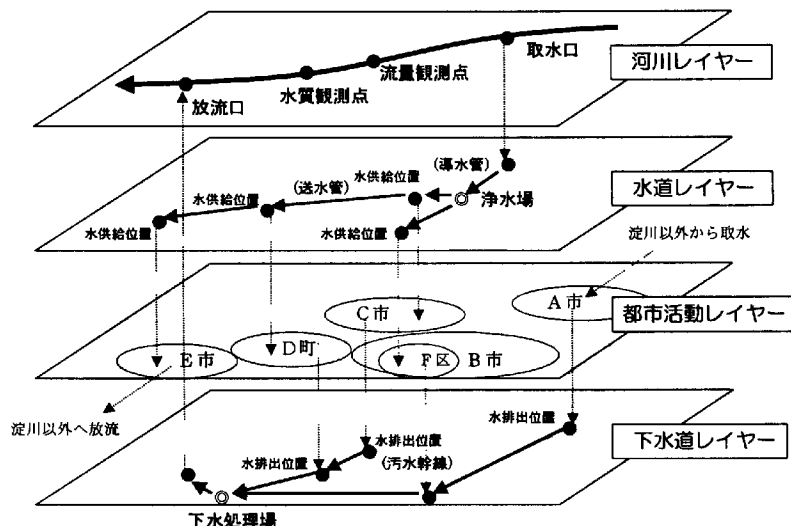 取水口
河川レイヤー
流量観測点
水質観測点
放流口
(導水管)
水供給位置
(送水管)
水供給位置
浄水場
水道レイヤー
水供給位置
水供給位置
淀川以外から取水
A市
C市
都市活動レイヤー
D町
E市
F区
B市
淀川以外へ放流
水排出位置
水排出位置
下水道レイヤー
水排出位置
(汚水幹線)
下水処理場